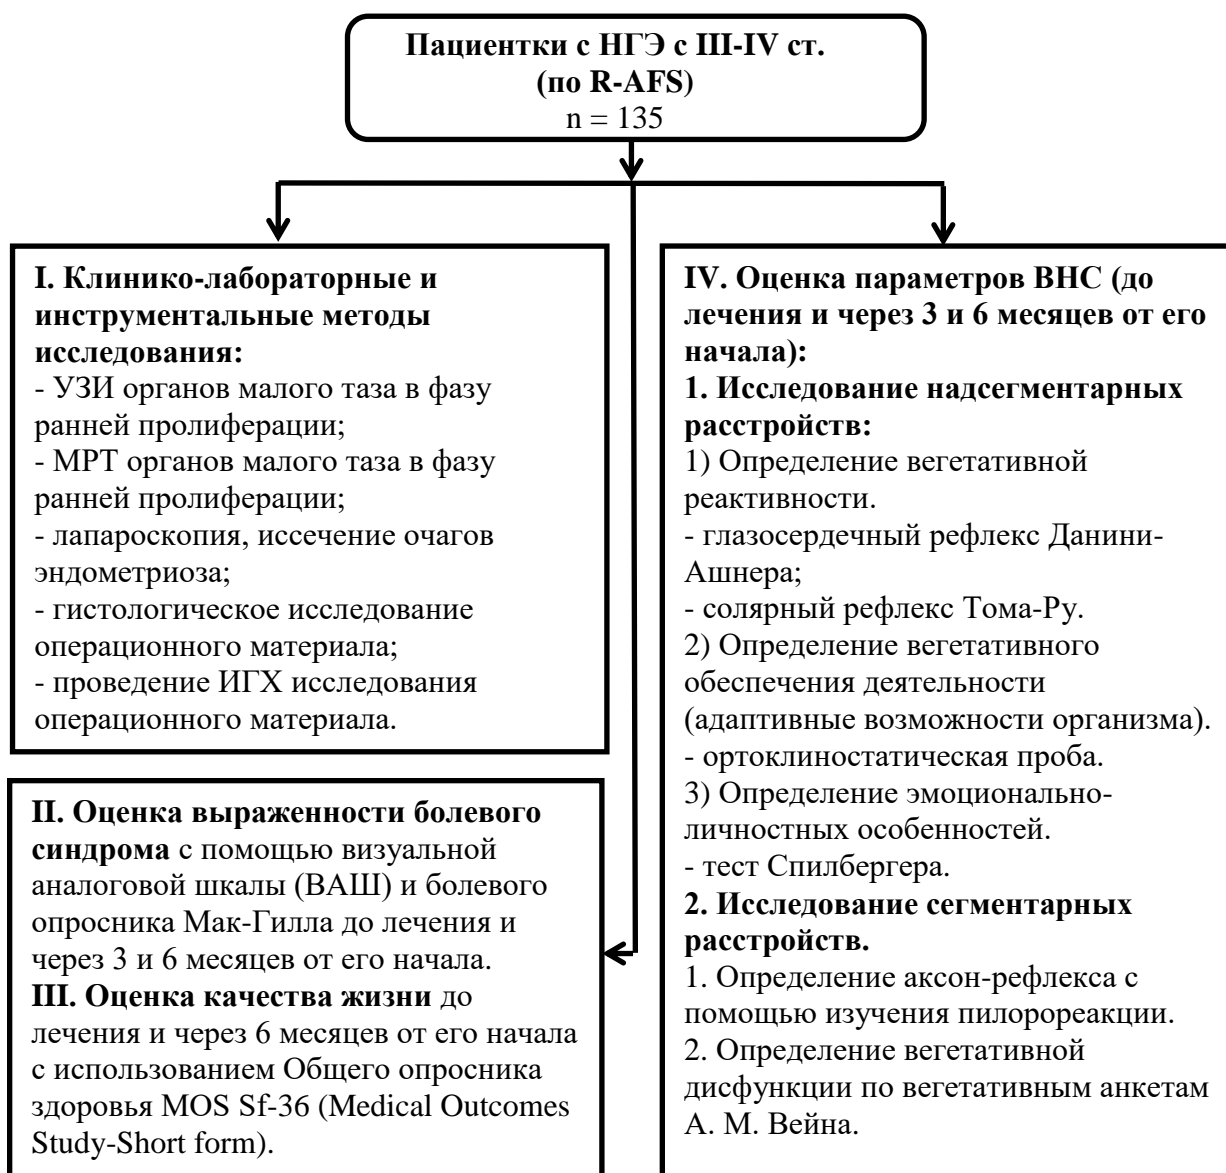 Пациентки с НГЭ с III-IV ст.
(по R-AFS)
n = 135
I. Клинико-лабораторные и
инструментальные методы
исследования:
- УЗИ органов малого таза в фазу
ранней пролиферации;
- МРТ органов малого таза в фазу
ранней пролиферации;
- лапароскопия, иссечение очагов
эндометриоза;
- гистологическое исследование
операционного материала;
- проведение ИГХ исследования
операционного материала.
II. Оценка выраженности болевого
синдрома с помощью визуальной
аналоговой шкалы (ВАШ) и болевого
опросника Мак-Гилла до лечения и
через 3 и 6 месяцев от его начала.
III. Оценка качества жизни до
лечения и через 6 месяцев от его начала
с использованием Общего опросника
здоровья MOS Sf-36 (Medical Outcomes
Study-Short form).
IV. Оценка параметров ВНС (до
лечения и через 3 и 6 месяцев от его
начала):
1. Исследование надсегментарных
расстройств:
1) Определение вегетативной
реактивности.
- глазосердечный рефлекс Данини-
Ашнера;
- солярный рефлекс Тома-Ру.
2) Определение вегетативного
обеспечения деятельности
(адаптивные возможности организма).
- ортоклиностатическая проба.
3) Определение эмоционально-
личностных особенностей.
- тест Спилбергера.
2. Исследование сегментарных
расстройств.
1. Определение аксон-рефлекса с
помощью изучения пилорореакции.
2. Определение вегетативной
дисфункции по вегетативным анкетам
А. М. Вейна.